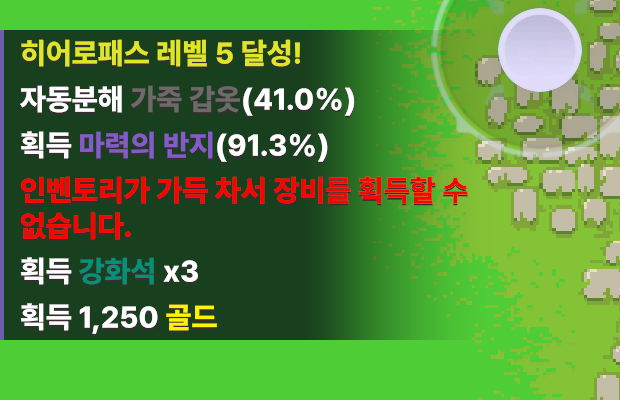 히어로패스 레벨 5 달성!
자동분해 가죽 갑옷(41.0%)
획득 마력의 반지(91.3%)
인벤토리가 가득 차서 장비를 획득할 수
없습니다.
획득 강화석 x3
획득 1,250 골드